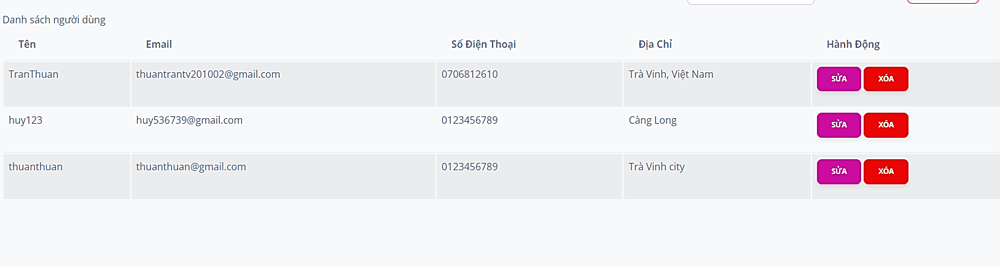 Danh sách người dùng
Tên Email Số Điện Thoại Địa Chỉ Hành Động
TranThuan thuantrantv201002@gmail.com 0706812610 Trà Vinh, Việt Nam SỬA XÓA
huy123 huy536739@gmail.com 0123456789 Càng Long SỬA XÓA
thuanthuan thuanthuan@gmail.com 0123456789 Trà Vinh city SỬA XÓA